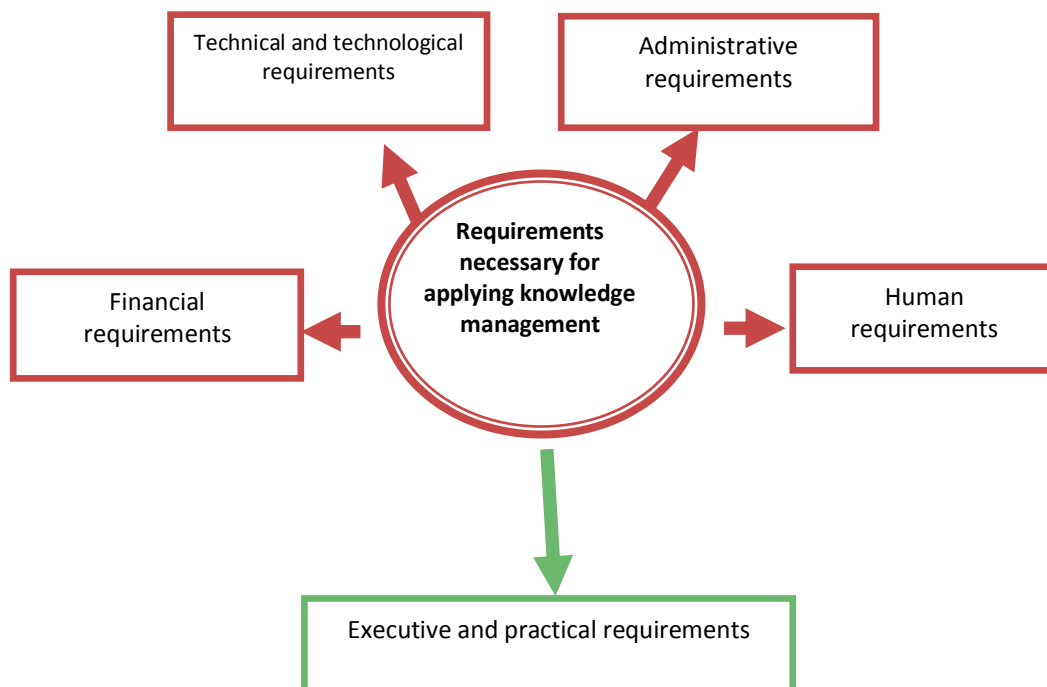 Technical and technological
requirements
Administrative
requirements
Requirements
necessary for
applying knowledge
management
Financial
requirements
Human
requirements
Executive and practical requirements